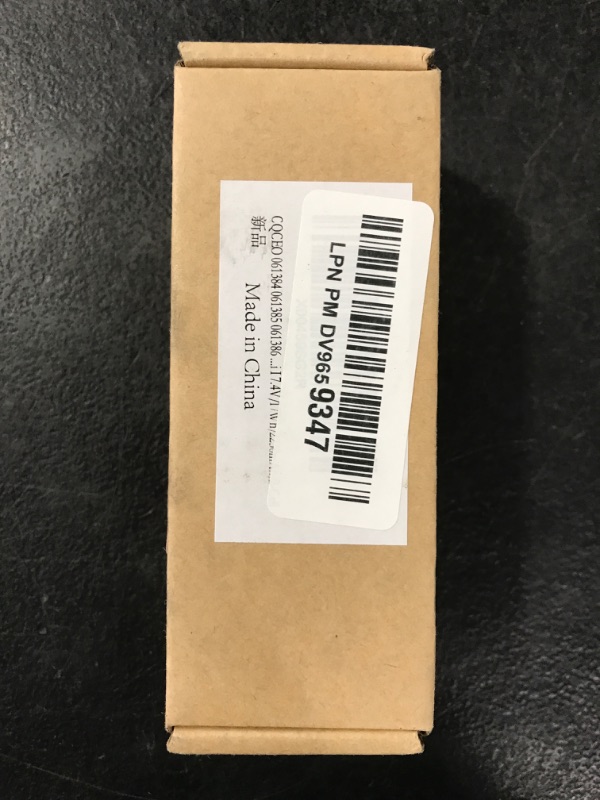 LPN PM DV9659347
CQCEO 061384 061385 061386 ...
新品
Made in China